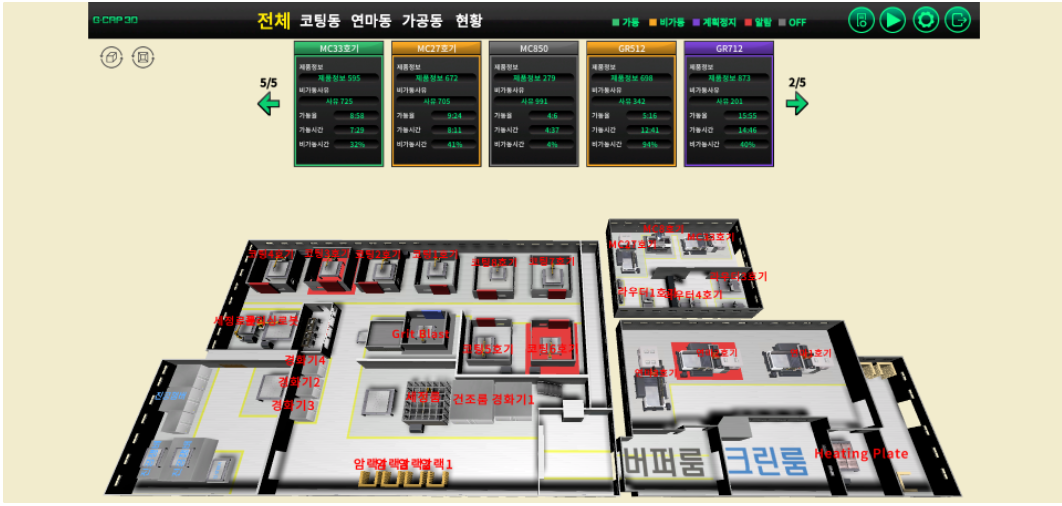 G·CAP 3D
전체 코팅동 연마동 가공동 현황
가동 비가동 계획정지 알람 OFF
5/5
2/5
MC33호기
제품정보
제품정보 595
비가동사유
사유 725
가동율 8:58
가동시간 7:29
비가동시간 32%
MC27호기
제품정보
제품정보 672
비가동사유
사유 705
가동율 9:24
가동시간 8:11
비가동시간 41%
MC850
제품정보
제품정보 279
비가동사유
사유 991
가동율 4:6
가동시간 4:37
비가동시간 4%
GR512
제품정보
제품정보 698
비가동사유
사유 342
가동율 5:16
가동시간 12:41
비가동시간 94%
GR712
제품정보
제품정보 873
비가동사유
사유 201
가동율 15:55
가동시간 14:46
비가동시간 40%
라우터4호기
Grit Blast
코팅5호기
코팅6호기
경화기4
경화기2
경화기3
세정룸
건조룸 경화기1
암랙1
버퍼룸
크린룸
Heating Plate